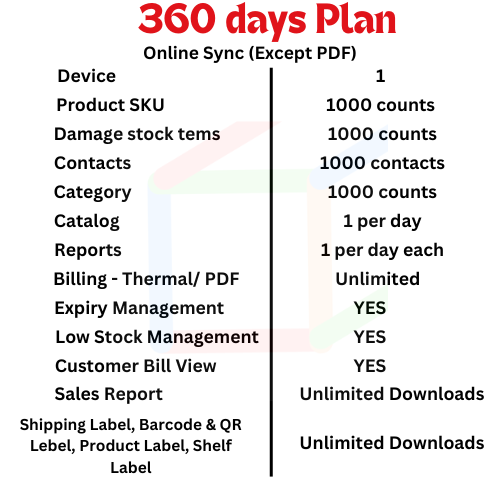 360 days Plan
Online Sync (Except PDF)
Device 1
Product SKU 1000 counts
Damage stock tems 1000 counts
Contacts 1000 contacts
Category 1000 counts
Catalog 1 per day
Reports 1 per day each
Billing - Thermal/ PDF Unlimited
Expiry Management YES
Low Stock Management YES
Customer Bill View YES
Sales Report Unlimited Downloads
Shipping Label, Barcode & QR
Lebel, Product Label, Shelf
Label
Unlimited Downloads